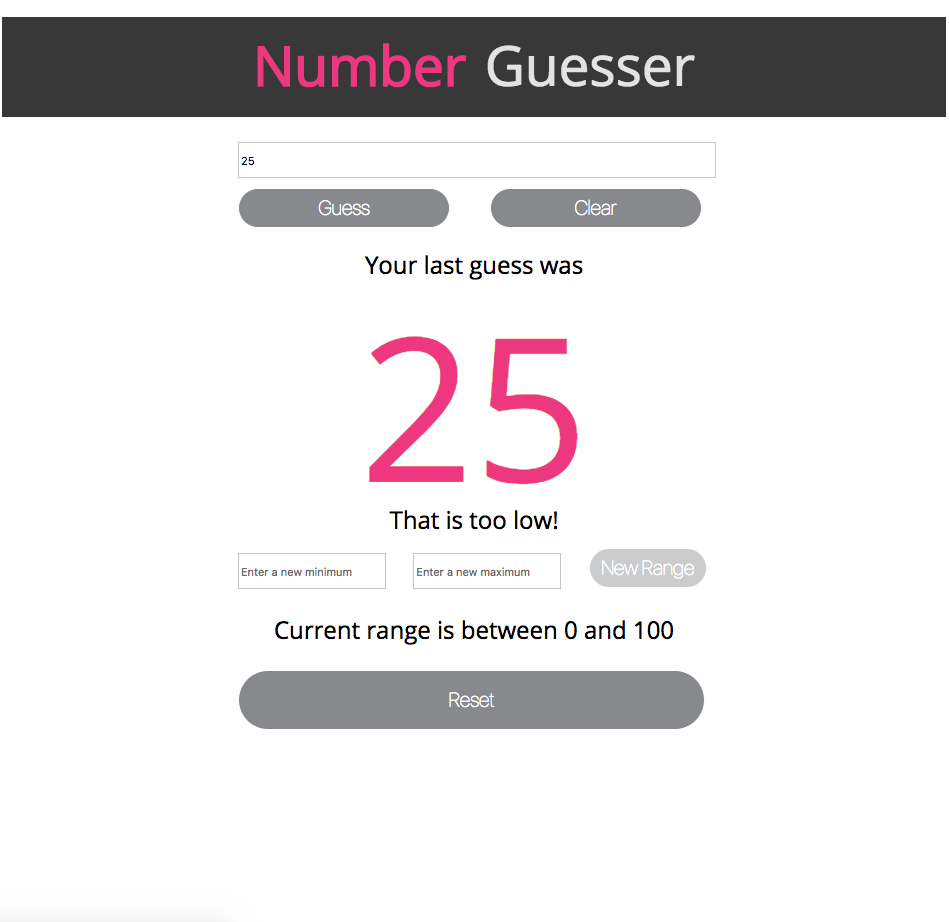 Number Guesser
25
Guess Clear
Your last guess was
25
That is too low!
Enter a new minimum Enter a new maximum New Range
Current range is between 0 and 100
Reset